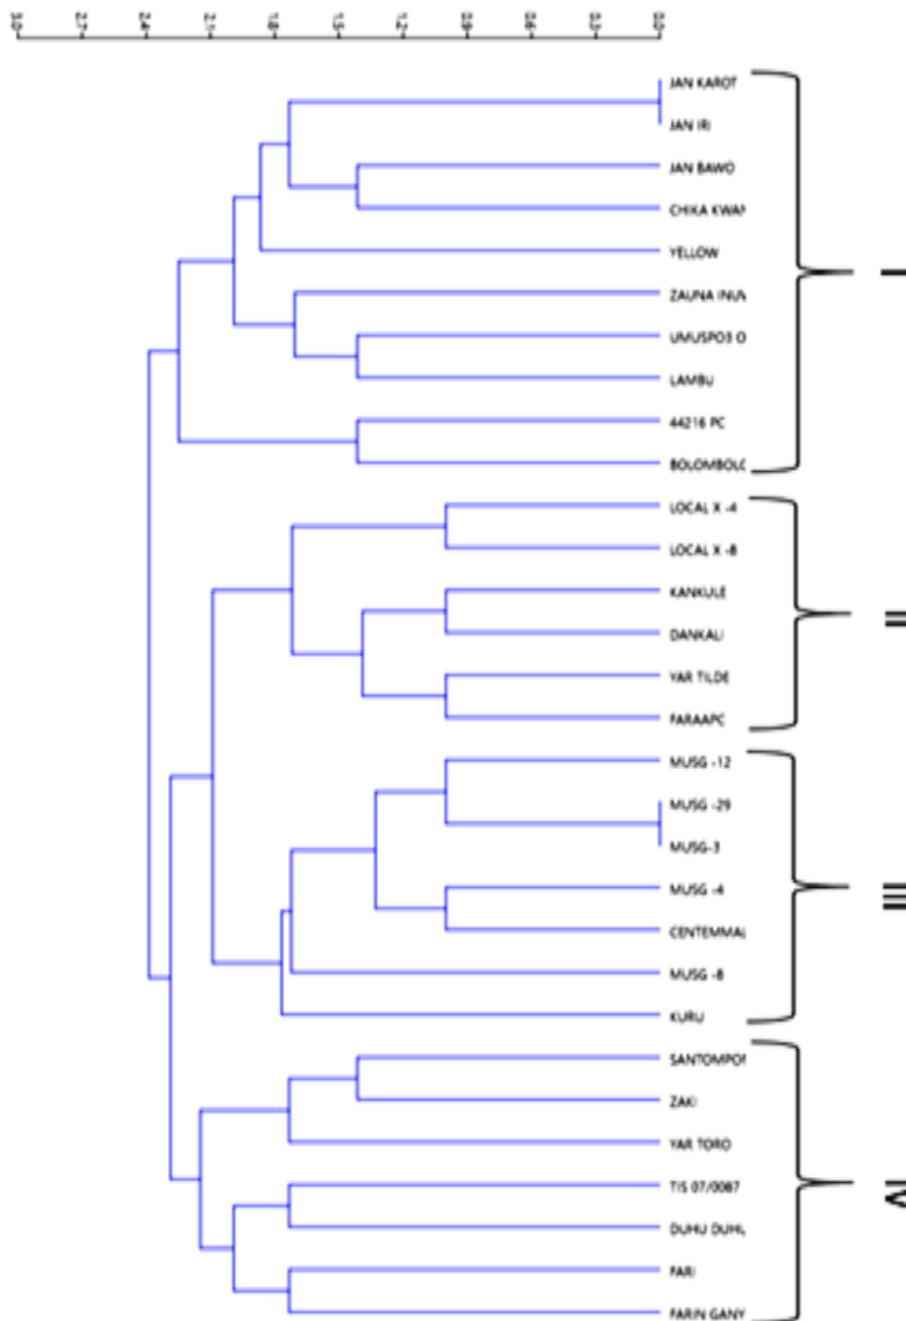 3.0 2.7 2.4 2.1 1.8 1.5 1.2 0.9 0.6 0.3 0.0
JAN KAROT
JAN IRI
JAN BAWO
CHIKA KWAN
YELLOW
I
ZAUNA INUW
UMUSPO3 O
LAMBU
44216 PC
BOLOMBOLO
LOCAL X -4
LOCAL X -8
KANKULE
II
DANKALI
YAR TILDE
FARAAPC
MUSG -12
MUSG -29
MUSG-3
MUSG -4
III
CENTEMMAL
MUSG -8
KURU
SANTOMPO
ZAKI
YAR TORO
TIS 07/0087
IV
DUHU DUHU
FARI
FARIN GANY